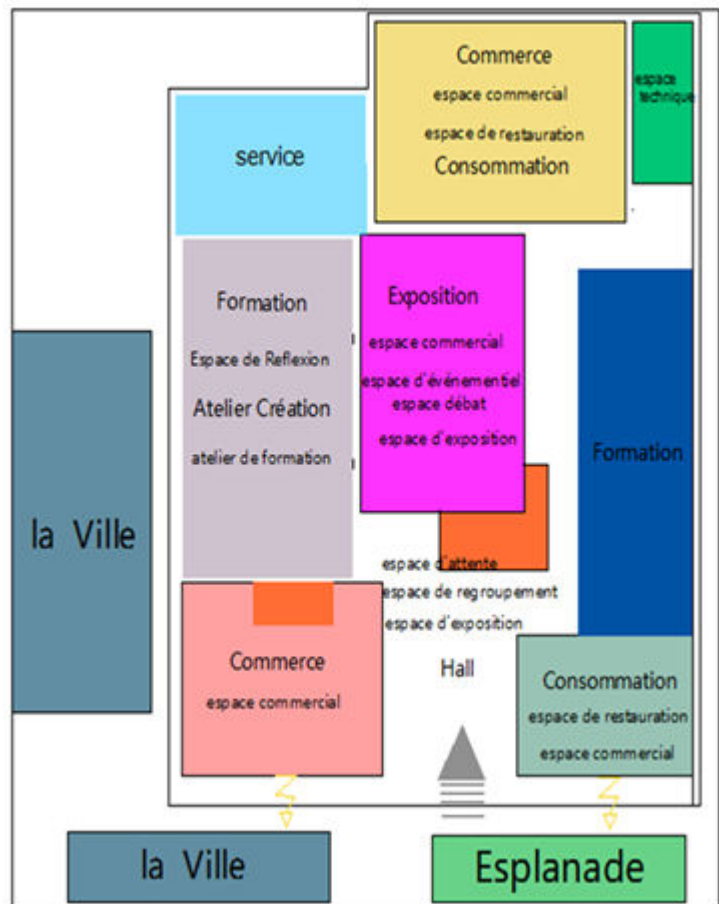 Commerce
espace commercial
espace de restauration
Consommation
espace
technique
service
Formation
Espace de Reflexion
Atelier Création
atelier de formation
Exposition
espace commercial
espace d'événementiel
espace débat
espace d'exposition
Formation
la Ville
espace d'attente
espace de regroupement
espace d'exposition
Hall
Commerce
espace commercial
Consommation
espace de restauration
espace commercial
la Ville
Esplanade